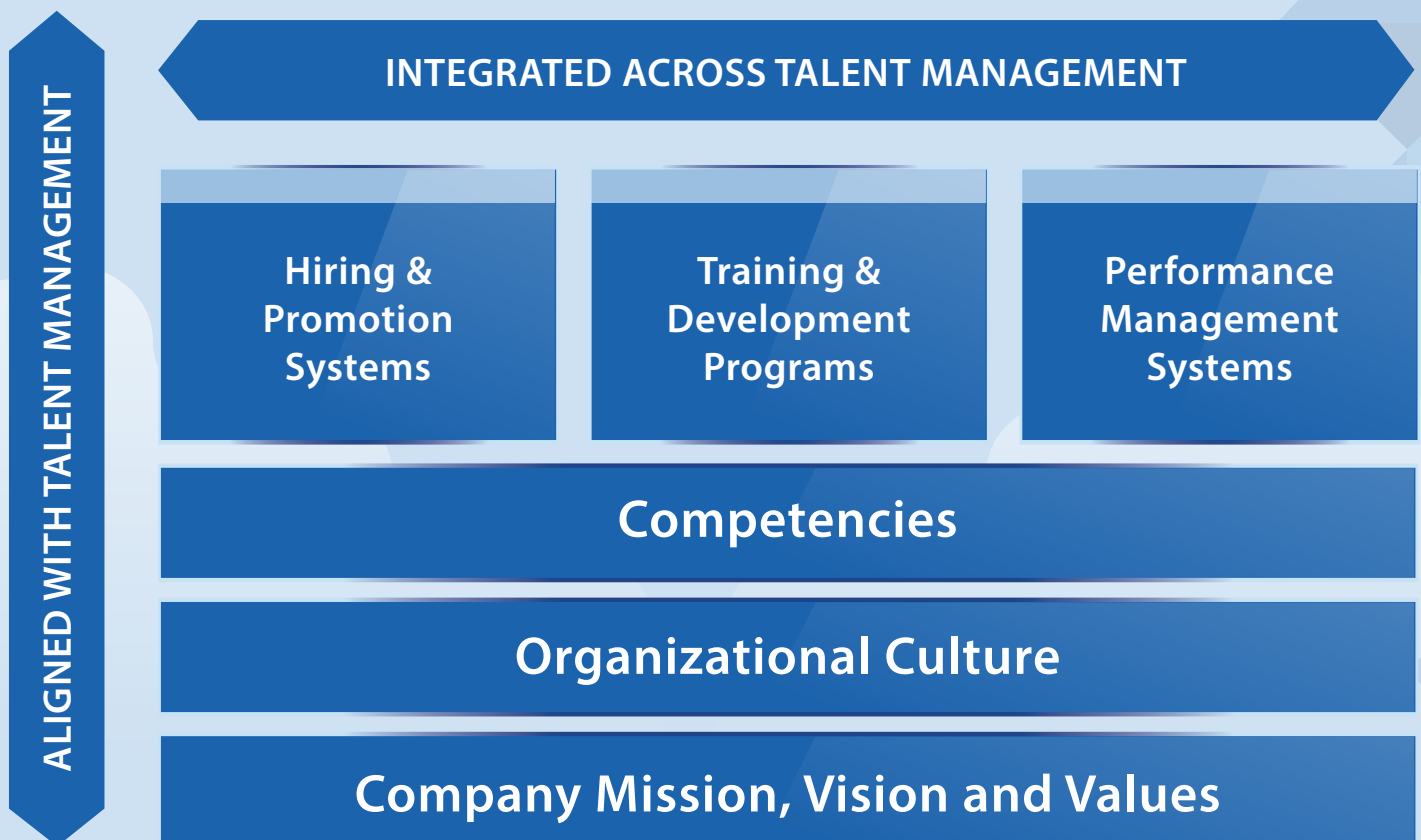 ALIGNED WITH TALENT MANAGEMENT
INTEGRATED ACROSS TALENT MANAGEMENT
Hiring &
Promotion
Systems
Training &
Development
Programs
Performance
Management
Systems
Competencies
Organizational Culture
Company Mission, Vision and Values